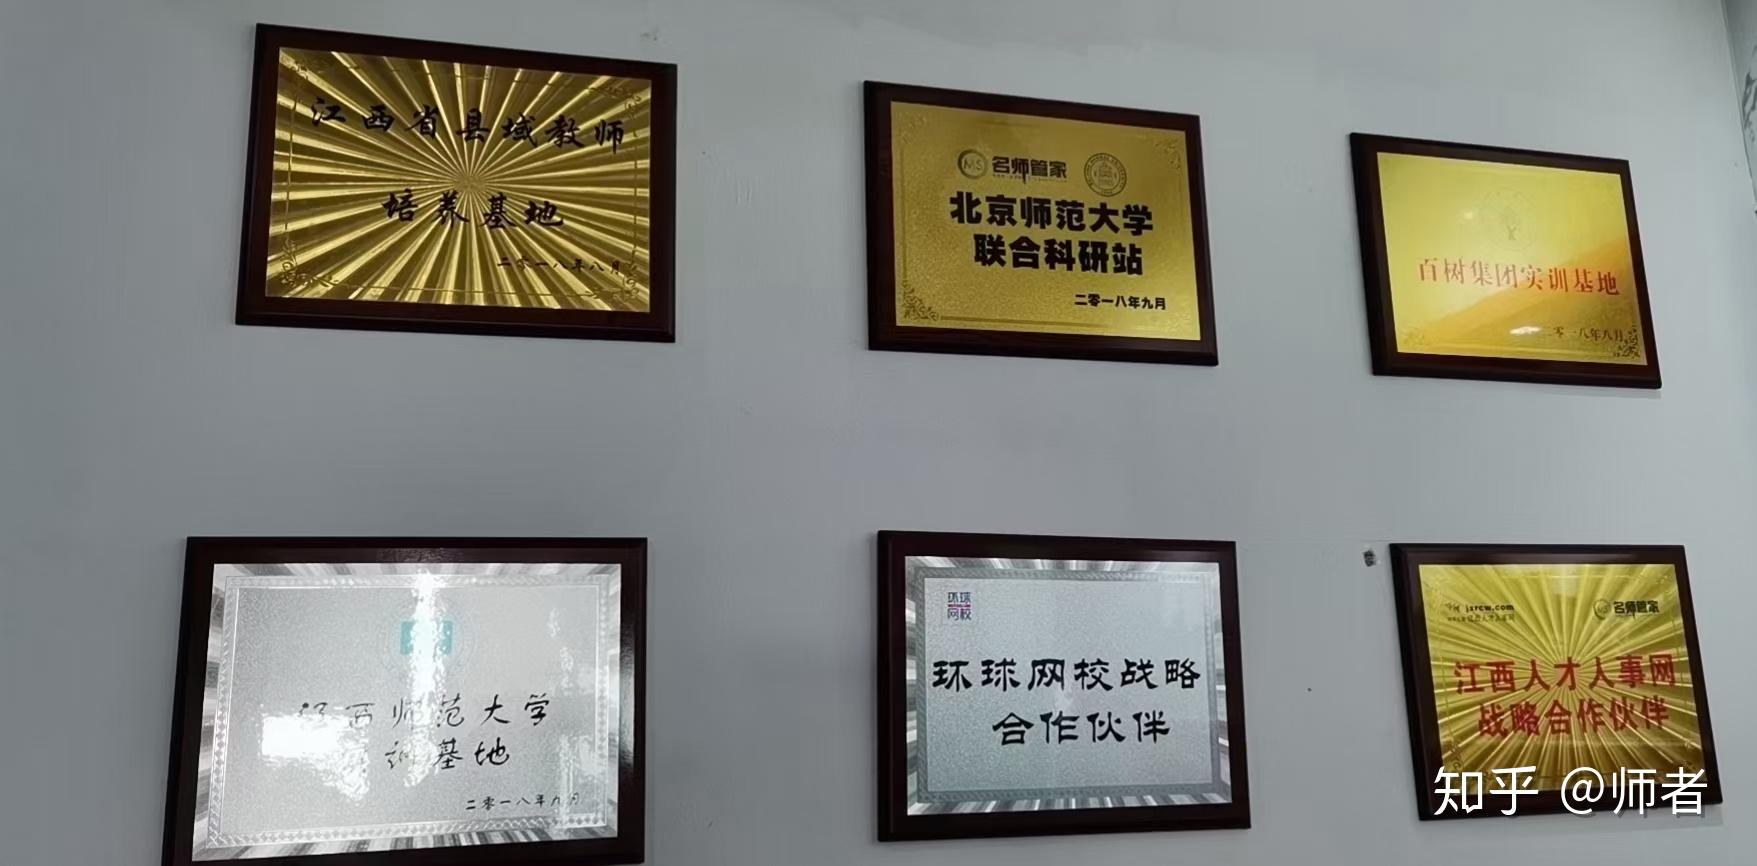 江西省县域教师
培养基地
二零一八年八月
MS 名师管家
北京师范大学
联合科研站
二零一八年九月
百树集团实训基地
二零一八年八月
江西师范大学
训基地
二零一八年九月
环球
网校
环球网校战略
合作伙伴
jxrcw.com
MS 名师管家
江西人才人事网
战略合作伙伴
知乎 @师者